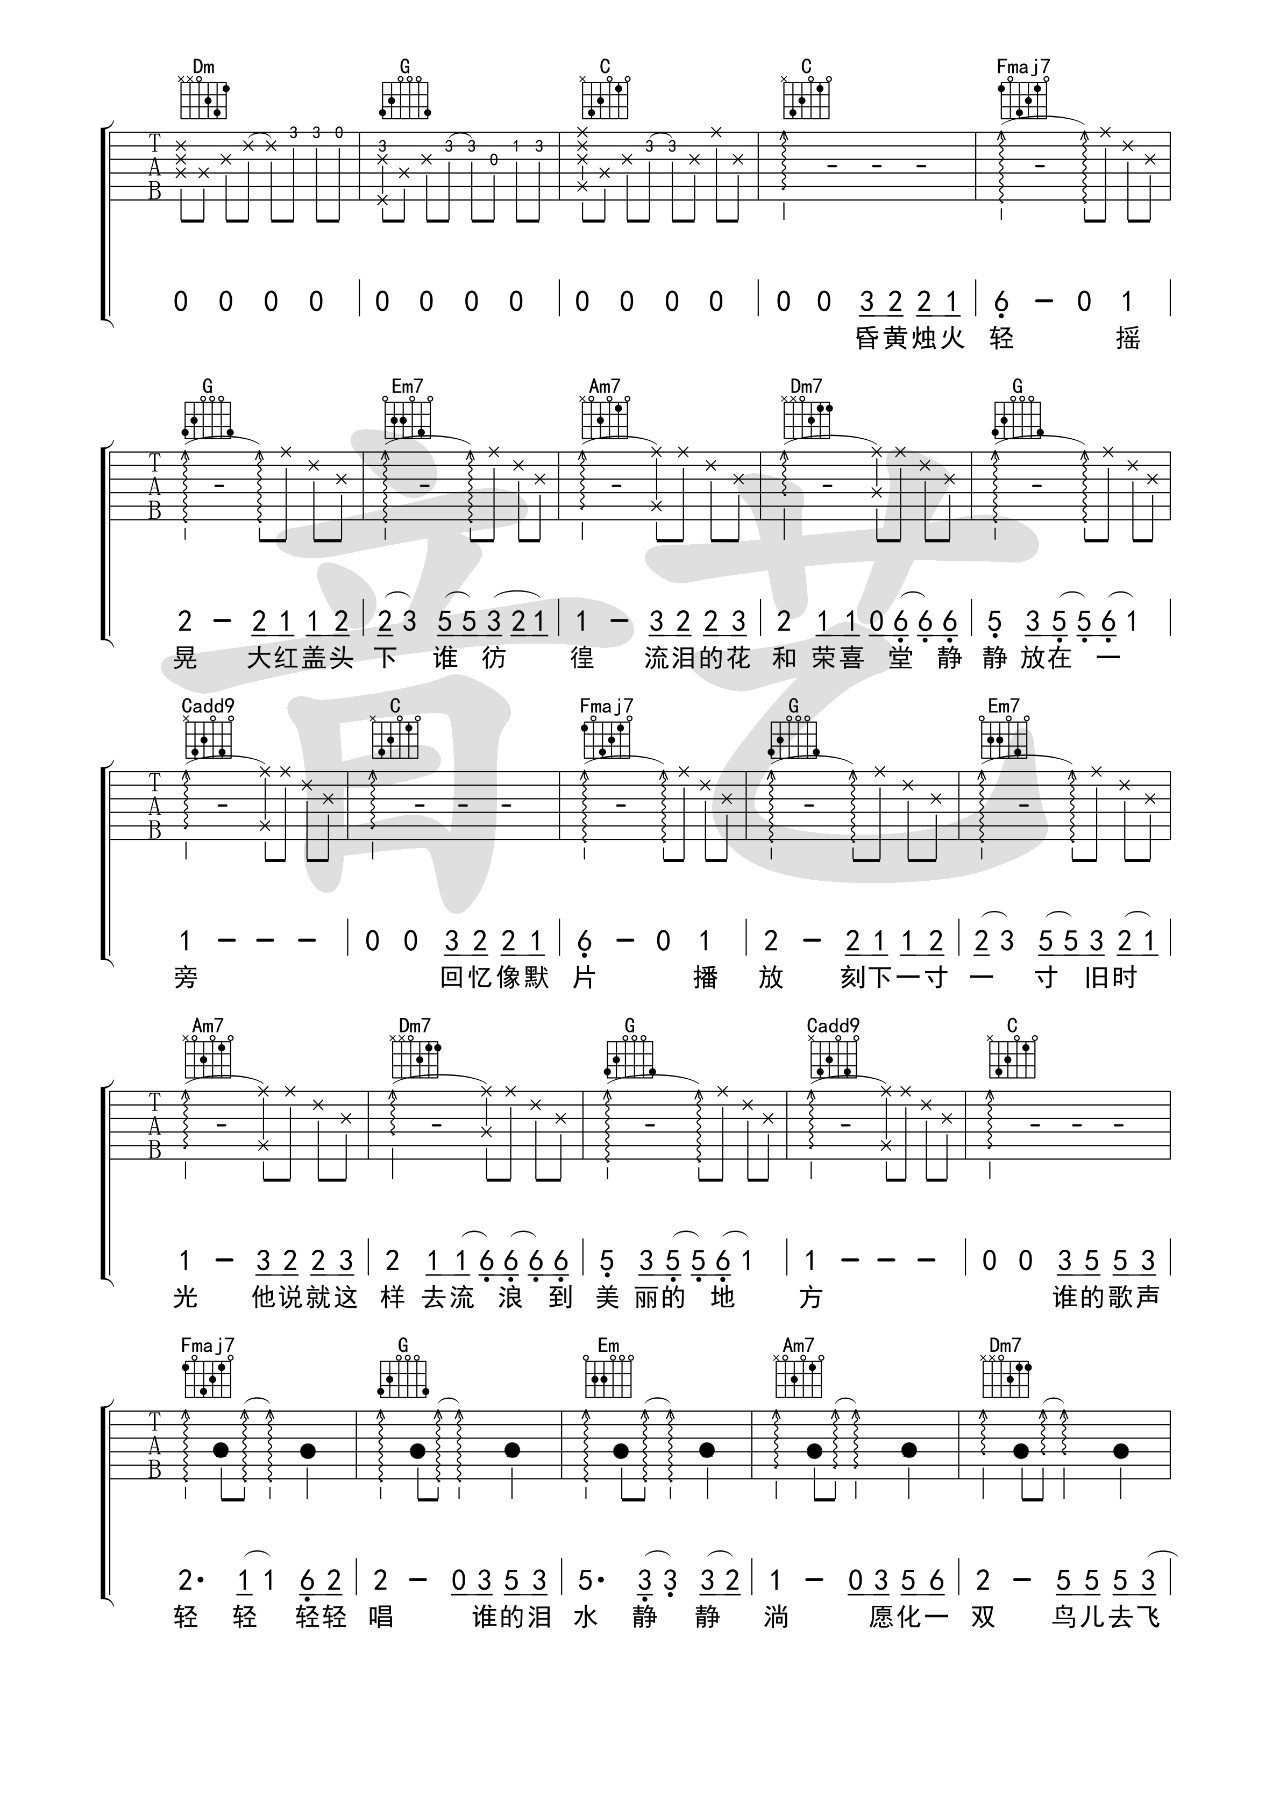 Dm G C C Fmaj7
T 3 3 0 3 3 3 1 3 3 3
A 0
B
0 0 0 0 0 0 0 0 0 0 0 0 0 0 3 2 2 1 6 - 0 1
昏黄烛火 轻 摇
G Em7 Am7 Dm7 G
T
A
B
2 - 2 1 1 2 2 3 5 5 3 2 1 1 - 3 2 2 3 2 1 1 0 6 6 6 5 3 5 5 6 1
晃 大红盖头 下 谁 彷 徨 流泪的花 和 荣喜 堂 静 静 放在 一
Cadd9 C Fmaj7 G Em7
T
A
B
1 - - - 0 0 3 2 2 1 6 - 0 1 2 - 2 1 1 2 2 3 5 5 3 2 1
旁 回忆像默 片 播 放 刻下一寸 一 寸 旧时
Am7 Dm7 G Cadd9 C
T
A
B
1 - 3 2 2 3 2 1 1 6 6 6 6 5 3 5 5 6 1 1 - - - 0 0 3 5 5 3
光 他说就这 样 去流 浪 到 美 丽的 地 方 谁的歌声
Fmaj7 G Em Am7 Dm7
T
A
B
2· 1 1 6 2 2 - 0 3 5 3 5· 3 3 3 2 1 - 0 3 5 6 2 - 5 5 5 3
轻 轻 轻轻 唱 谁的泪 水 静 静 淌 愿化一 双 鸟儿去飞
音艺